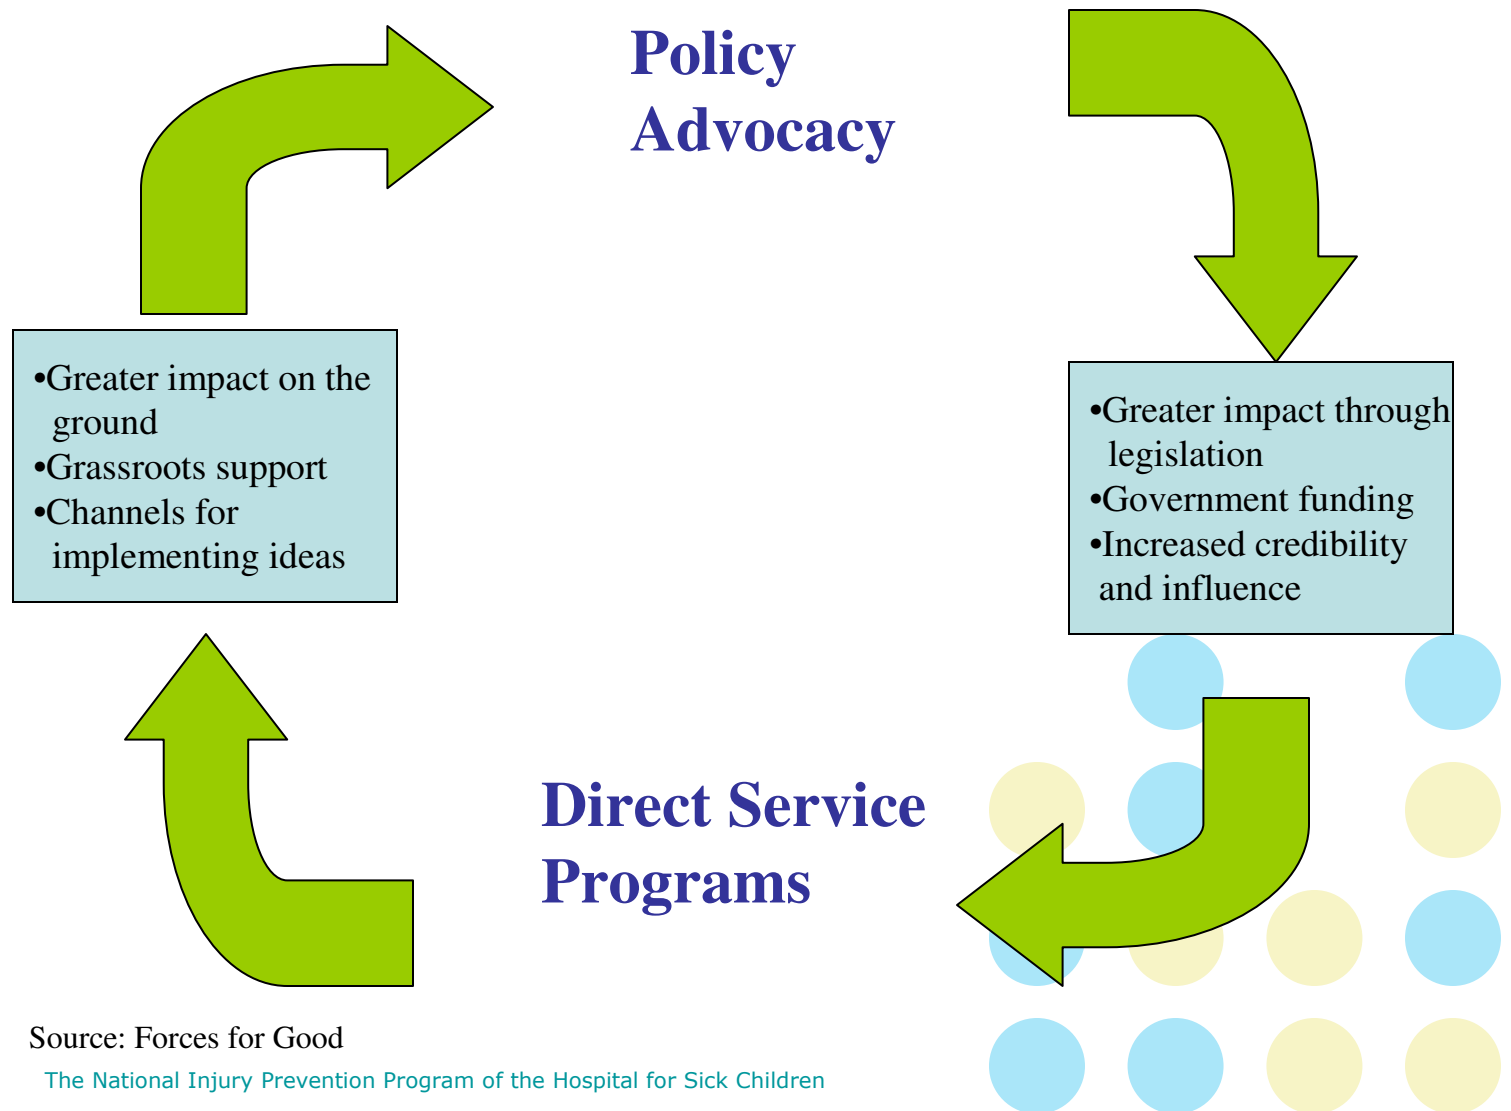 Policy
Advocacy
•Greater impact on the
ground
•Grassroots support
•Channels for
implementing ideas
•Greater impact through
legislation
•Government funding
•Increased credibility
and influence
Direct Service
Programs
Source: Forces for Good
The National Injury Prevention Program of the Hospital for Sick Children